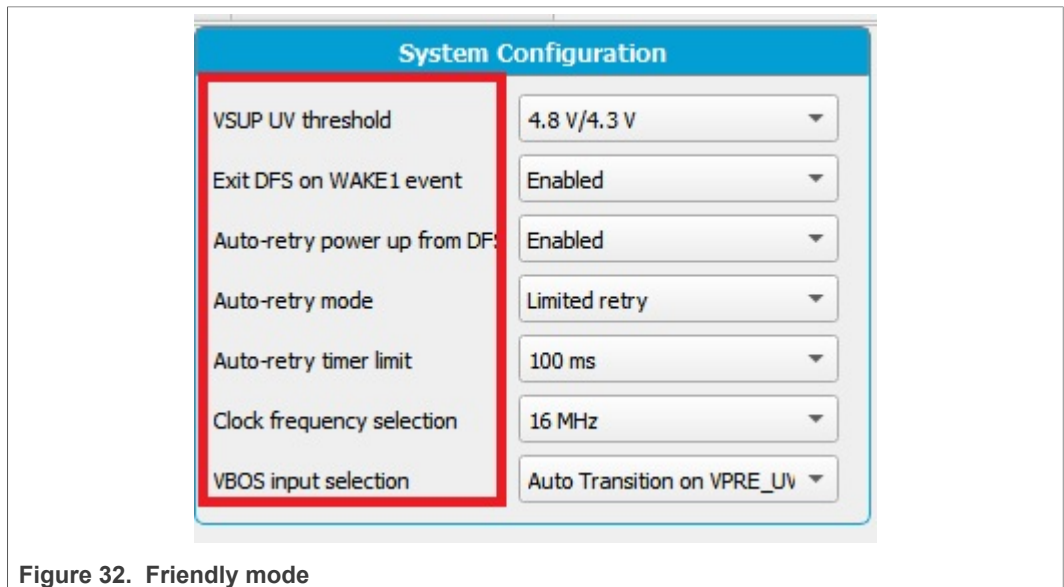 System Configuration
VSUP UV threshold 4.8 V/4.3 V
Exit DFS on WAKE1 event Enabled
Auto-retry power up from DFS Enabled
Auto-retry mode Limited retry
Auto-retry timer limit 100 ms
Clock frequency selection 16 MHz
VBOS input selection Auto Transition on VPRE_UV
Figure 32. Friendly mode